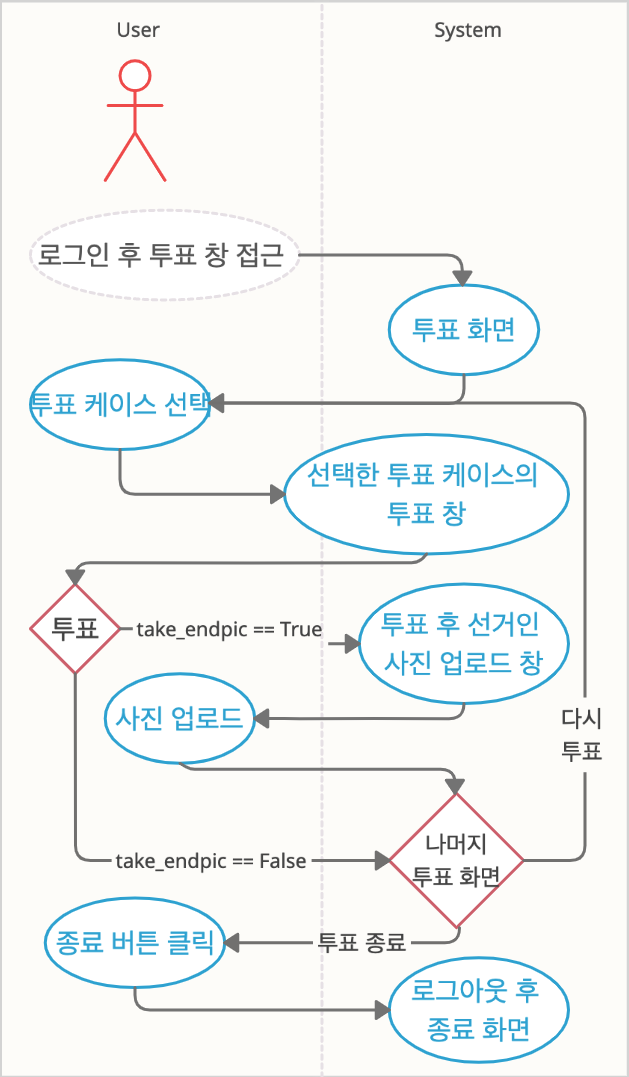 User
System
로그인 후 투표 창 접근
투표 화면
투표 케이스 선택
선택한 투표 케이스의
투표 창
투표
take_endpic == True
투표 후 선거인
사진 업로드 창
사진 업로드
다시
투표
나머지
투표 화면
take_endpic == False
종료 버튼 클릭
투표 종료
로그아웃 후
종료 화면